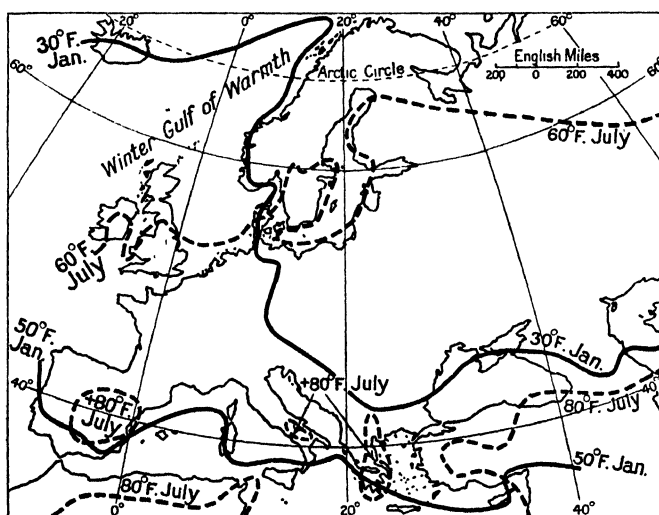 20° 0° 20° 40° 60°
30°F.
Jan.
60°
Winter Gulf of Warmth
Arctic Circle
English Miles
200 0 200 400
60
60°F. July
60°F.
July
50°F.
Jan.
40°
+80°F.
July
+80°F. July
30°F. Jan.
80°F. July
40°
50°F. Jan.
80°F. July
0° 20° 40°